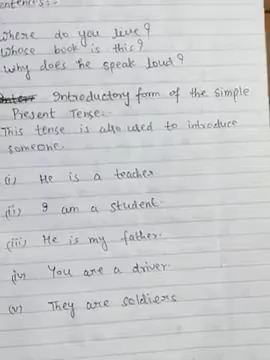 sentences:
where do you live?
whose book is this?
why does he speak loud?
Introductory form of the simple
Present Tense.
This tense is also used to introduce
someone.
(i) He is a teacher
(ii) I am a student.
(iii) He is my father.
(iv) You are a driver.
(v) They are soldiers